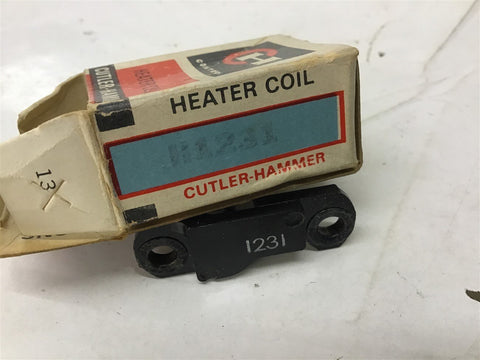 HEATER COIL
H1231
CUTLER-HAMMER
13
1231